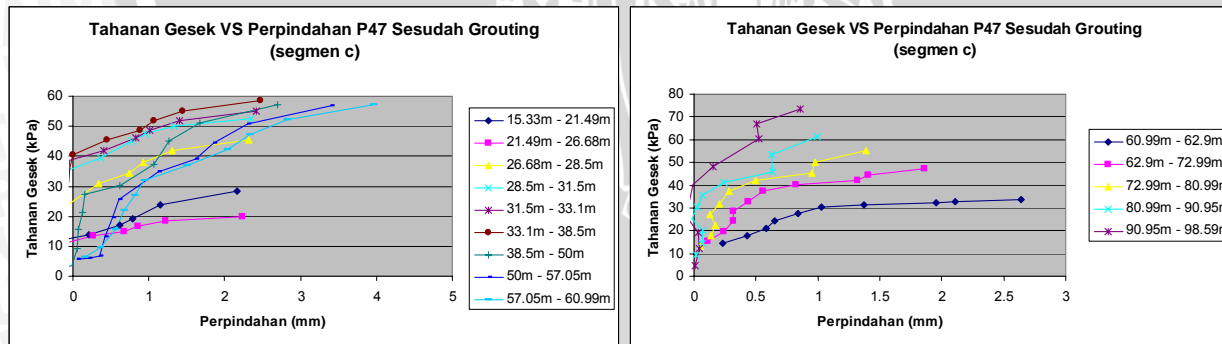 Tahanan Gesek VS Perpindahan P47 Sesudah Grouting
(segmen c)
Tahanan Gesek (kPa)
60
50
40
30
20
10
0
0
1
2
3
4
5
Perpindahan (mm)
15.33m - 21.49m
21.49m - 26.68m
26.68m - 28.5m
28.5m - 31.5m
31.5m - 33.1m
33.1m - 38.5m
38.5m - 50m
50m - 57.05m
57.05m - 60.99m
Tahanan Gesek VS Perpindahan P47 Sesudah Grouting
(segmen c)
Tahanan Gesek (kPa)
80
70
60
50
40
30
20
10
0
0
0.5
1
1.5
2
2.5
3
Perpindahan (mm)
60.99m - 62.9m
62.9m - 72.99m
72.99m - 80.99m
80.99m - 90.95m
90.95m - 98.59m